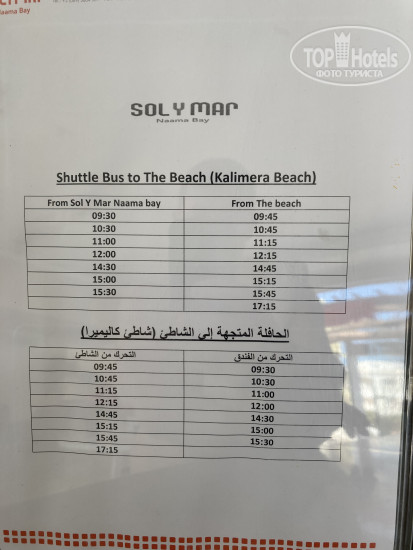 Naama Bay
TOP Hotels
ФОТО ТУРИСТА
SOL Y MAR
Naama Bay
Shuttle Bus to The Beach (Kalimera Beach)
From Sol Y Mar Naama bay From The beach
09:30 09:45
10:30 10:45
11:00 11:15
12:00 12:15
14:30 14:45
15:00 15:15
15:30 15:45
17:15
الحافلة المتجهة إلى الشاطئ (شاطئ كاليميرا)
التحرك من الفندق التحرك من الشاطئ
09:30 09:45
10:30 10:45
11:00 11:15
12:00 12:15
14:30 14:45
15:00 15:15
15:30 15:45
17:15